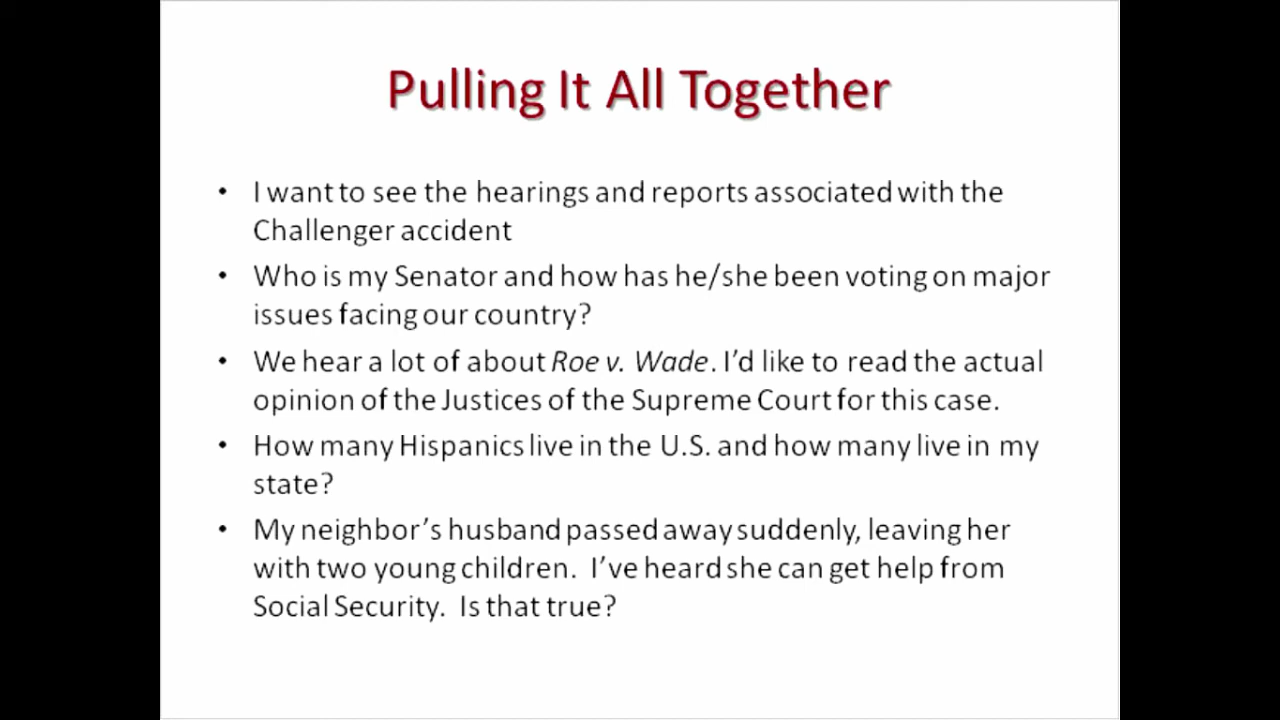 Pulling It All Together
• I want to see the hearings and reports associated with the
Challenger accident
• Who is my Senator and how has he/she been voting on major
issues facing our country?
• We hear a lot of about Roe v. Wade. I’d like to read the actual
opinion of the Justices of the Supreme Court for this case.
• How many Hispanics live in the U.S. and how many live in my
state?
• My neighbor’s husband passed away suddenly, leaving her
with two young children.  I’ve heard she can get help from
Social Security.  Is that true?